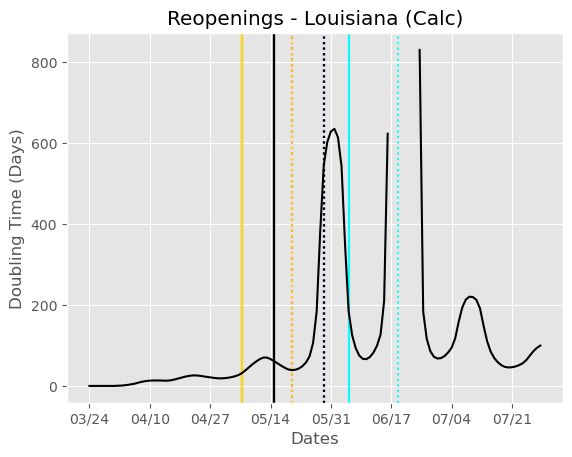 Reopenings - Louisiana (Calc)
Doubling Time (Days)
800
600
400
200
0
03/24 04/10 04/27 05/14 05/31 06/17 07/04 07/21
Dates